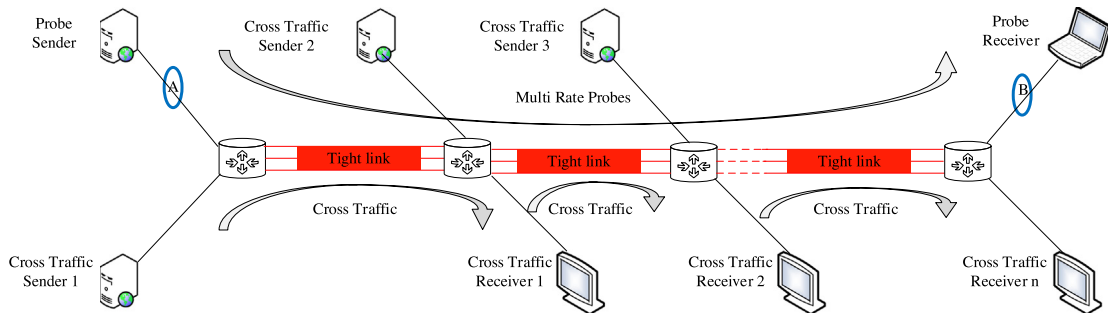 Probe
Sender
Cross Traffic
Sender 2
Cross Traffic
Sender 3
Probe
Receiver
A
B
Multi Rate Probes
Tight link
Tight link
Tight link
Cross Traffic
Cross Traffic
Cross Traffic
Cross Traffic
Sender 1
Cross Traffic
Receiver 1
Cross Traffic
Receiver 2
Cross Traffic
Receiver n